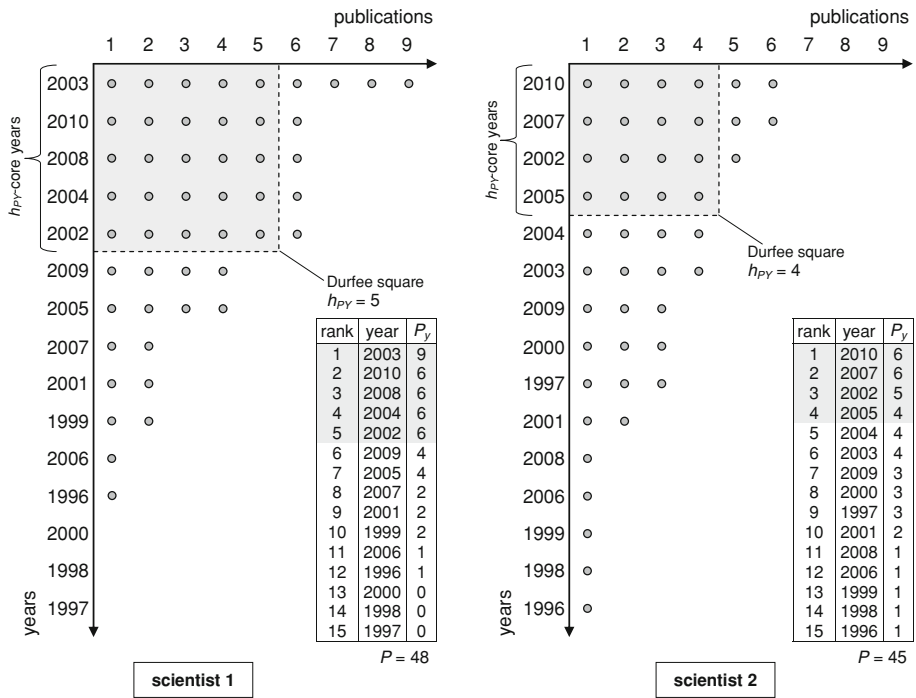 publications
1 2 3 4 5 6 7 8 9
h_PY-core years
2003
2010
2008
2004
2002
2009
2005
2007
2001
1999
2006
1996
2000
1998
1997
years
Durfee square
h_PY = 5
rank year P_y
1 2003 9
2 2010 6
3 2008 6
4 2004 6
5 2002 6
6 2009 4
7 2005 4
8 2007 2
9 2001 2
10 1999 2
11 2006 1
12 1996 1
13 2000 0
14 1998 0
15 1997 0
P = 48
scientist 1
publications
1 2 3 4 5 6 7 8 9
h_PY-core years
2010
2007
2002
2005
2004
2003
2009
2000
1997
2001
2008
2006
1999
1998
1996
years
Durfee square
h_PY = 4
rank year P_y
1 2010 6
2 2007 6
3 2002 5
4 2005 4
5 2004 4
6 2003 4
7 2009 3
8 2000 3
9 1997 3
10 2001 2
11 2008 1
12 2006 1
13 1999 1
14 1998 1
15 1996 1
P = 45
scientist 2